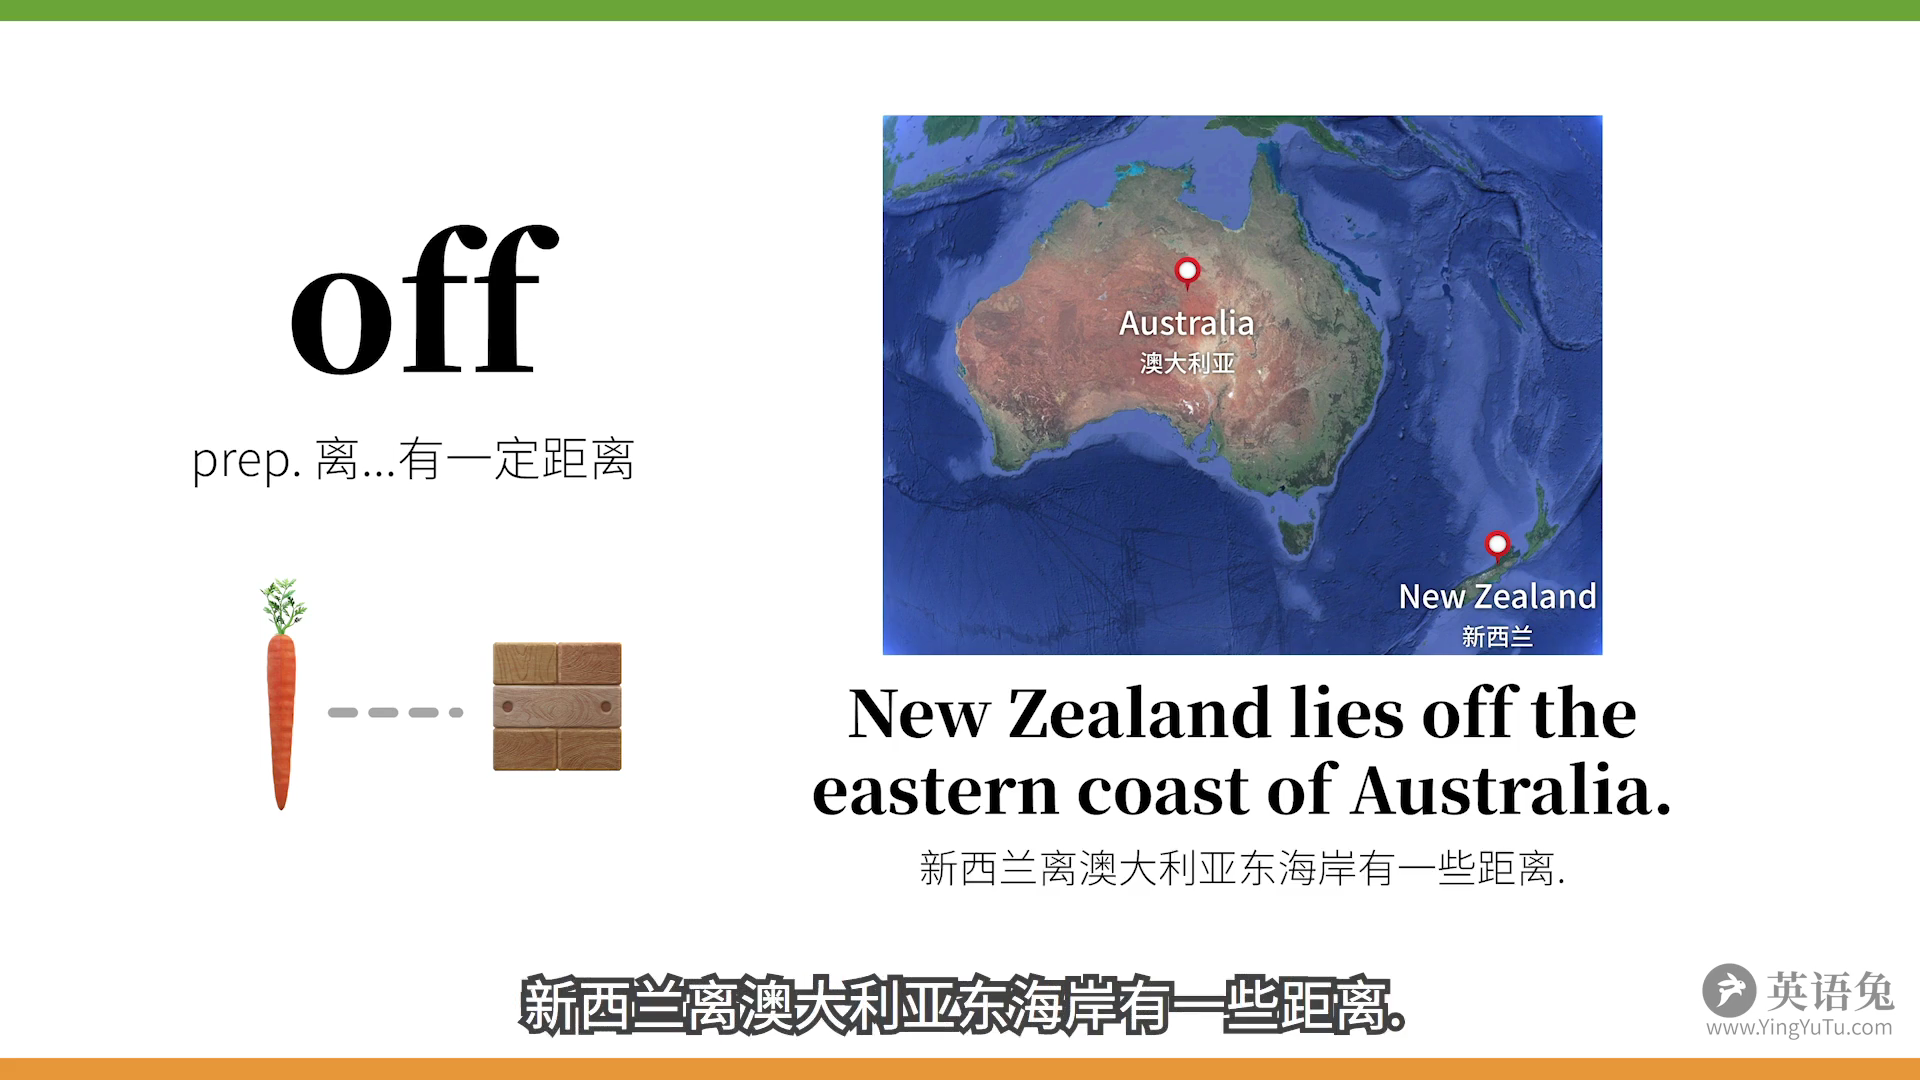 off
prep. 离...有一定距离
Australia
澳大利亚
New Zealand
新西兰
New Zealand lies off the
eastern coast of Australia.
新西兰离澳大利亚东海岸有一些距离.
新西兰离澳大利亚东海岸有一些距离.
英语兔
www.YingYuTu.com